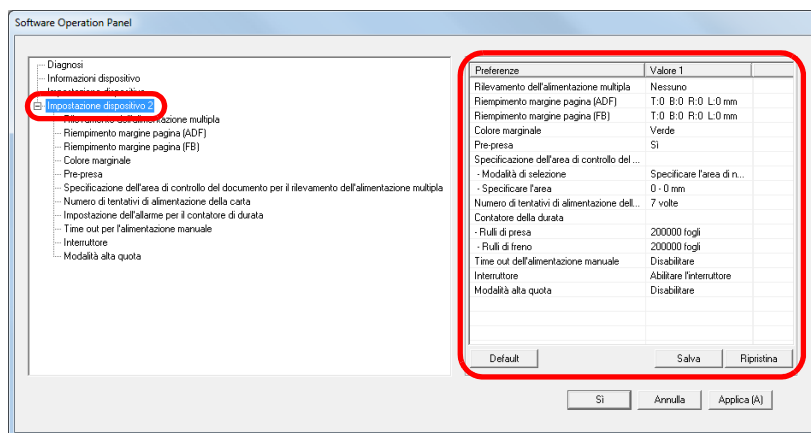 Software Operation Panel
Diagnosi
Informazioni dispositivo
Impostazione dispositivo
Impostazione dispositivo 2
Rilevamento dell'alimentazione multipla
Riempimento margine pagina (ADF)
Riempimento margine pagina (FB)
Colore marginale
Pre-presa
Specificazione dell'area di controllo del documento per il rilevamento dell'alimentazione multipla
Numero di tentativi di alimentazione della carta
Impostazione dell'allarme per il contatore di durata
Time out per l'alimentazione manuale
Interruttore
Modalità alta quota
Preferenze Valore 1
Rilevamento dell'alimentazione multipla Nessuno
Riempimento margine pagina (ADF) T:0 B:0 R:0 L:0 mm
Riempimento margine pagina (FB) T:0 B:0 R:0 L:0 mm
Colore marginale Verde
Pre-presa Sì
Specificazione dell'area di controllo del ...
- Modalità di selezione Specificare l'area di n...
- Specificare l'area 0 - 0 mm
Numero di tentativi di alimentazione dell... 7 volte
Contatore della durata
- Rulli di presa 200000 fogli
- Rulli di freno 200000 fogli
Time out dell'alimentazione manuale Disabilitare
Interruttore Abilitare l'interruttore
Modalità alta quota Disabilitare
Default Salva Ripristina
Sì Annulla Applica (A)